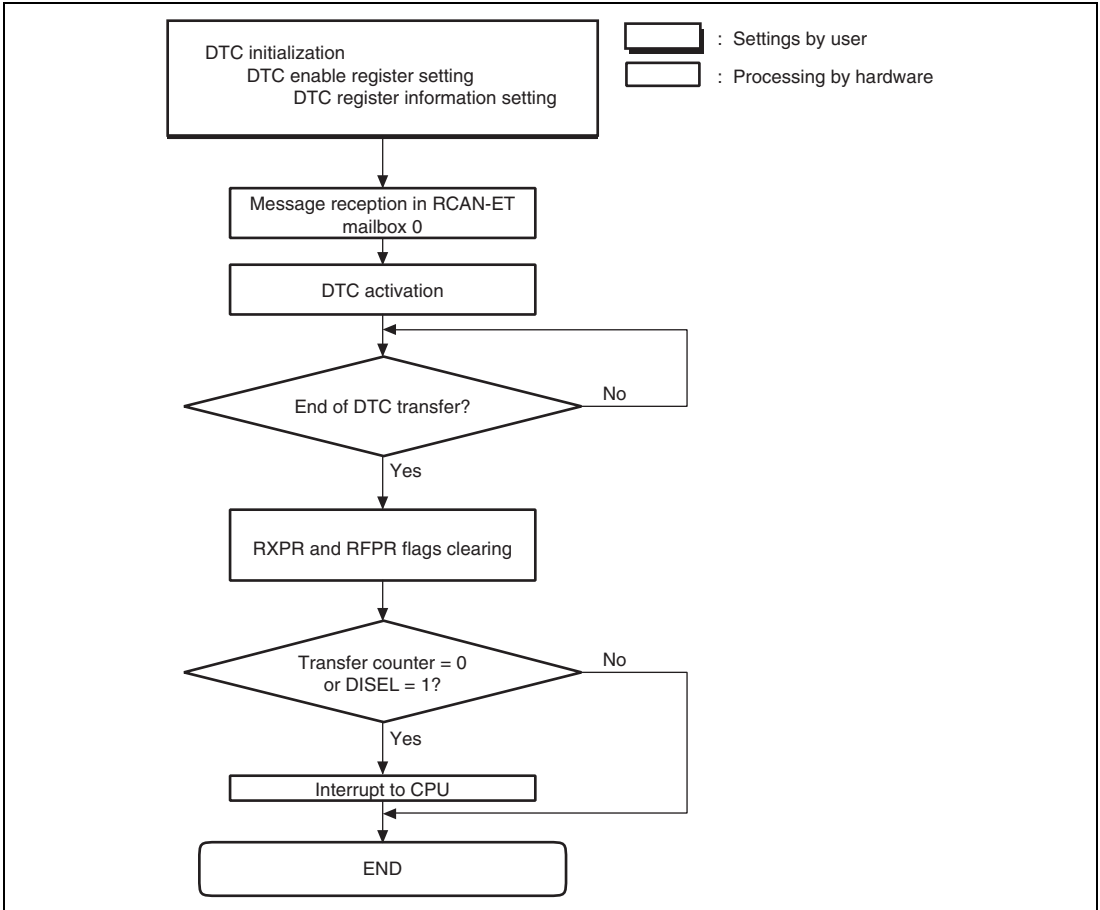 DTC initialization
DTC enable register setting
DTC register information setting
: Settings by user
: Processing by hardware
Message reception in RCAN-ET
mailbox 0
DTC activation
End of DTC transfer?
No
Yes
RXPR and RFPR flags clearing
Transfer counter = 0
or DISEL = 1?
No
Yes
Interrupt to CPU
END